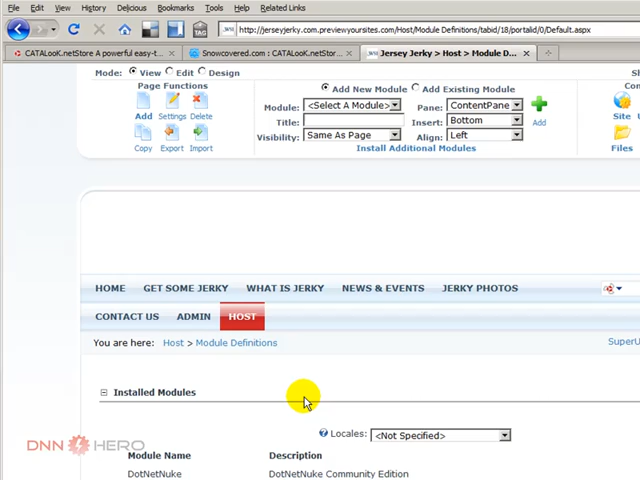 File Edit View History Delicious Bookmarks Tools Help Related Links
http://jerseyjerky.com.previewyoursites.com/Host/Module Definitions/tabid/18/portalid/0/Default.aspx
CATALooK.netStore A powerful easy-t... Snowcovered.com : CATALooK.netStor... Jersey Jerky > Host > Module D...
Mode: View Edit Design
Page Functions
Add Settings Delete
Copy Export Import
Add New Module Add Existing Module
Module: <Select A Module> Pane: ContentPane
Title: Insert: Bottom Add
Visibility: Same As Page Align: Left
Install Additional Modules
Site
Files
HOME GET SOME JERKY WHAT IS JERKY NEWS & EVENTS JERKY PHOTOS
CONTACT US ADMIN HOST
You are here: Host > Module Definitions SuperU
Installed Modules
Locales: <Not Specified>
Module Name Description
DotNetNuke DotNetNuke Community Edition
DNN HERO